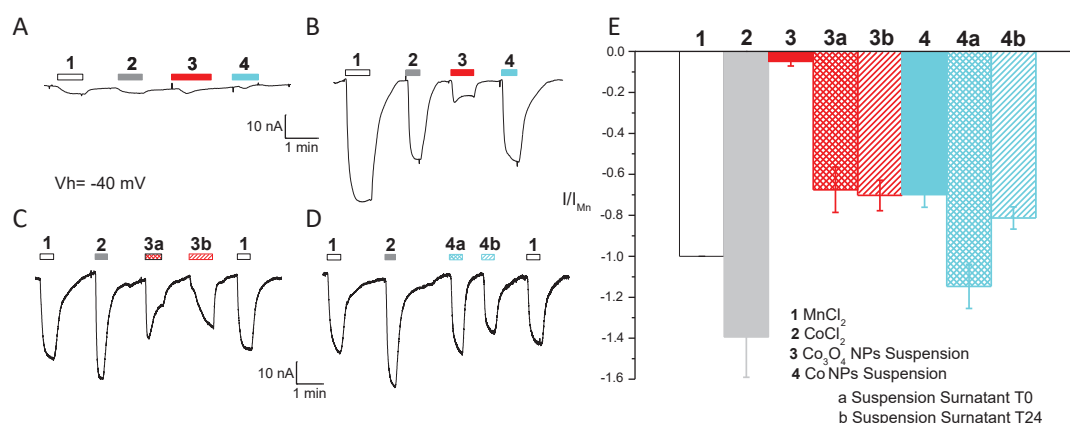 A
1 2 3 4
10 nA
1 min
Vh= -40 mV
B
1 2 3 4
C
1 2 3a 3b 1
D
1 2 4a 4b 1
10 nA
1 min
E
1 2 3 3a 3b 4 4a 4b
0.0
-0.2
-0.4
-0.6
-0.8
-1.0
-1.2
-1.4
-1.6
I/I_Mn
1 MnCl₂
2 CoCl₂
3 Co₃O₄ NPs Suspension
4 Co NPs Suspension
a Suspension Surnatant T0
b Suspension Surnatant T24